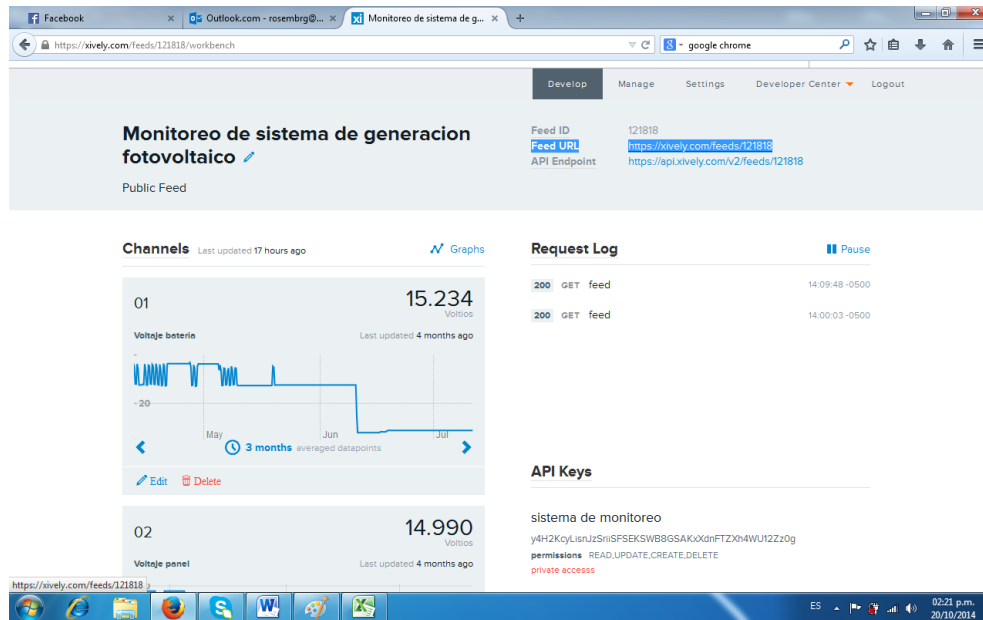 Facebook
Outlook.com - rosembrg@...
Monitoreo de sistema de g...
https://xively.com/feeds/121818/workbench
google chrome
Develop
Manage
Settings
Developer Center
Logout
Monitoreo de sistema de generacion
fotovoltaico
Public Feed
Feed ID 121818
Feed URL https://xively.com/feeds/121818
API Endpoint https://api.xively.com/v2/feeds/121818
Channels Last updated 17 hours ago
Graphs
01
15.234
Voltios
Voltaje bateria
Last updated 4 months ago
-20
May
Jun
Jul
3 months averaged datapoints
Edit
Delete
02
14.990
Voltios
Voltaje panel
Last updated 4 months ago
Request Log
Pause
200 GET feed 14:09:48 -0500
200 GET feed 14:00:03 -0500
API Keys
sistema de monitoreo
permissions READ,UPDATE,CREATE,DELETE
private accesss
https://xively.com/feeds/121818
ES
02:21 p.m.
20/10/2014